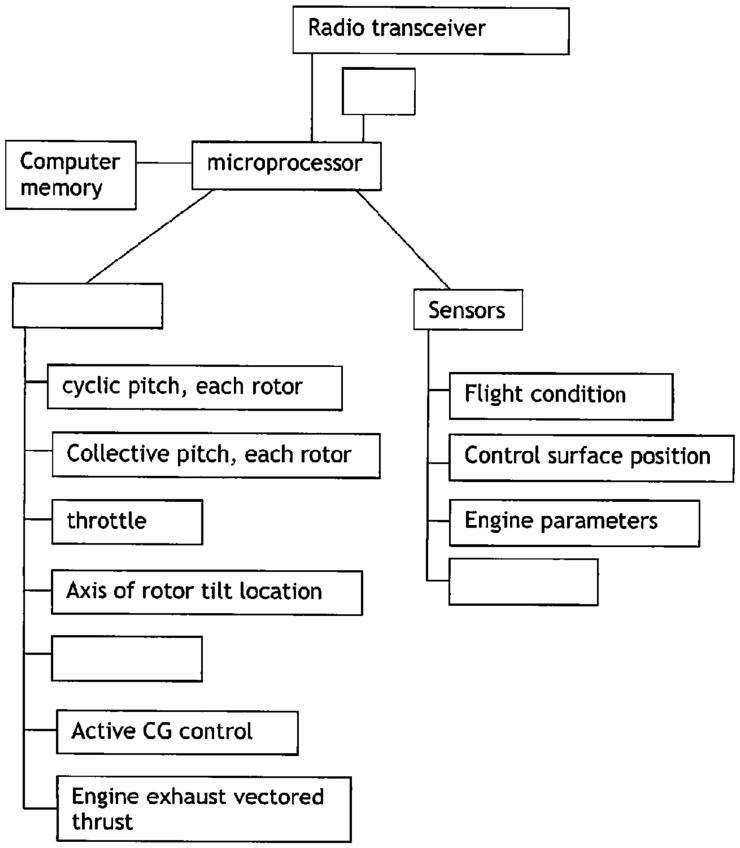 Radio transceiver
Computer
memory
microprocessor
Sensors
cyclic pitch, each rotor
Flight condition
Collective pitch, each rotor
Control surface position
throttle
Engine parameters
Axis of rotor tilt location
Active CG control
Engine exhaust vectored
thrust